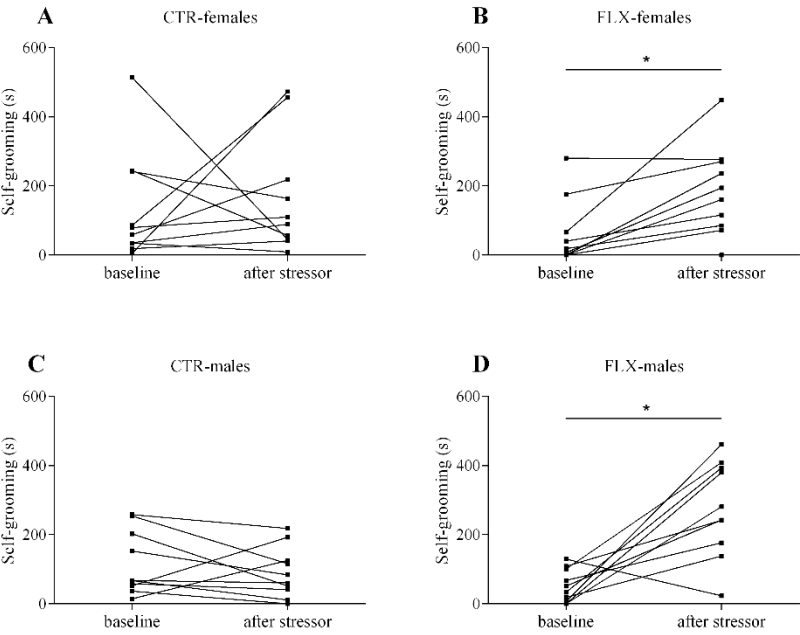 A CTR-females
600
400
200
0
Self-grooming (s)
baseline after stressor
B FLX-females
*
600
400
200
0
Self-grooming (s)
baseline after stressor
C CTR-males
600
400
200
0
Self-grooming (s)
baseline after stressor
D FLX-males
*
600
400
200
0
Self-grooming (s)
baseline after stressor